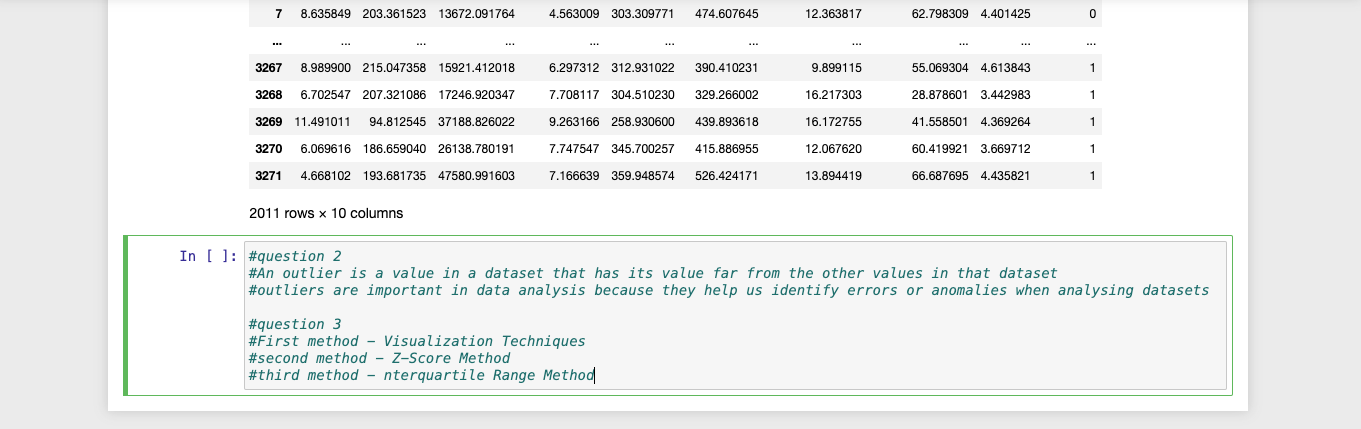 7 8.635849 203.361523 13672.091764 4.563009 303.309771 474.607645 12.363817 62.798309 4.401425 0
... ... ... ... ... ... ... ... ... ... ...
3267 8.989900 215.047358 15921.412018 6.297312 312.931022 390.410231 9.899115 55.069304 4.613843 1
3268 6.702547 207.321086 17246.920347 7.708117 304.510230 329.266002 16.217303 28.878601 3.442983 1
3269 11.491011 94.812545 37188.826022 9.263166 258.930600 439.893618 16.172755 41.558501 4.369264 1
3270 6.069616 186.659040 26138.780191 7.747547 345.700257 415.886955 12.067620 60.419921 3.669712 1
3271 4.668102 193.681735 47580.991603 7.166639 359.948574 526.424171 13.894419 66.687695 4.435821 1
2011 rows × 10 columns
In [ ]: #question 2
#An outlier is a value in a dataset that has its value far from the other values in that dataset
#outliers are important in data analysis because they help us identify errors or anomalies when analysing datasets
#question 3
#First method – Visualization Techniques
#second method – Z–Score Method
#third method – nterquartile Range Method